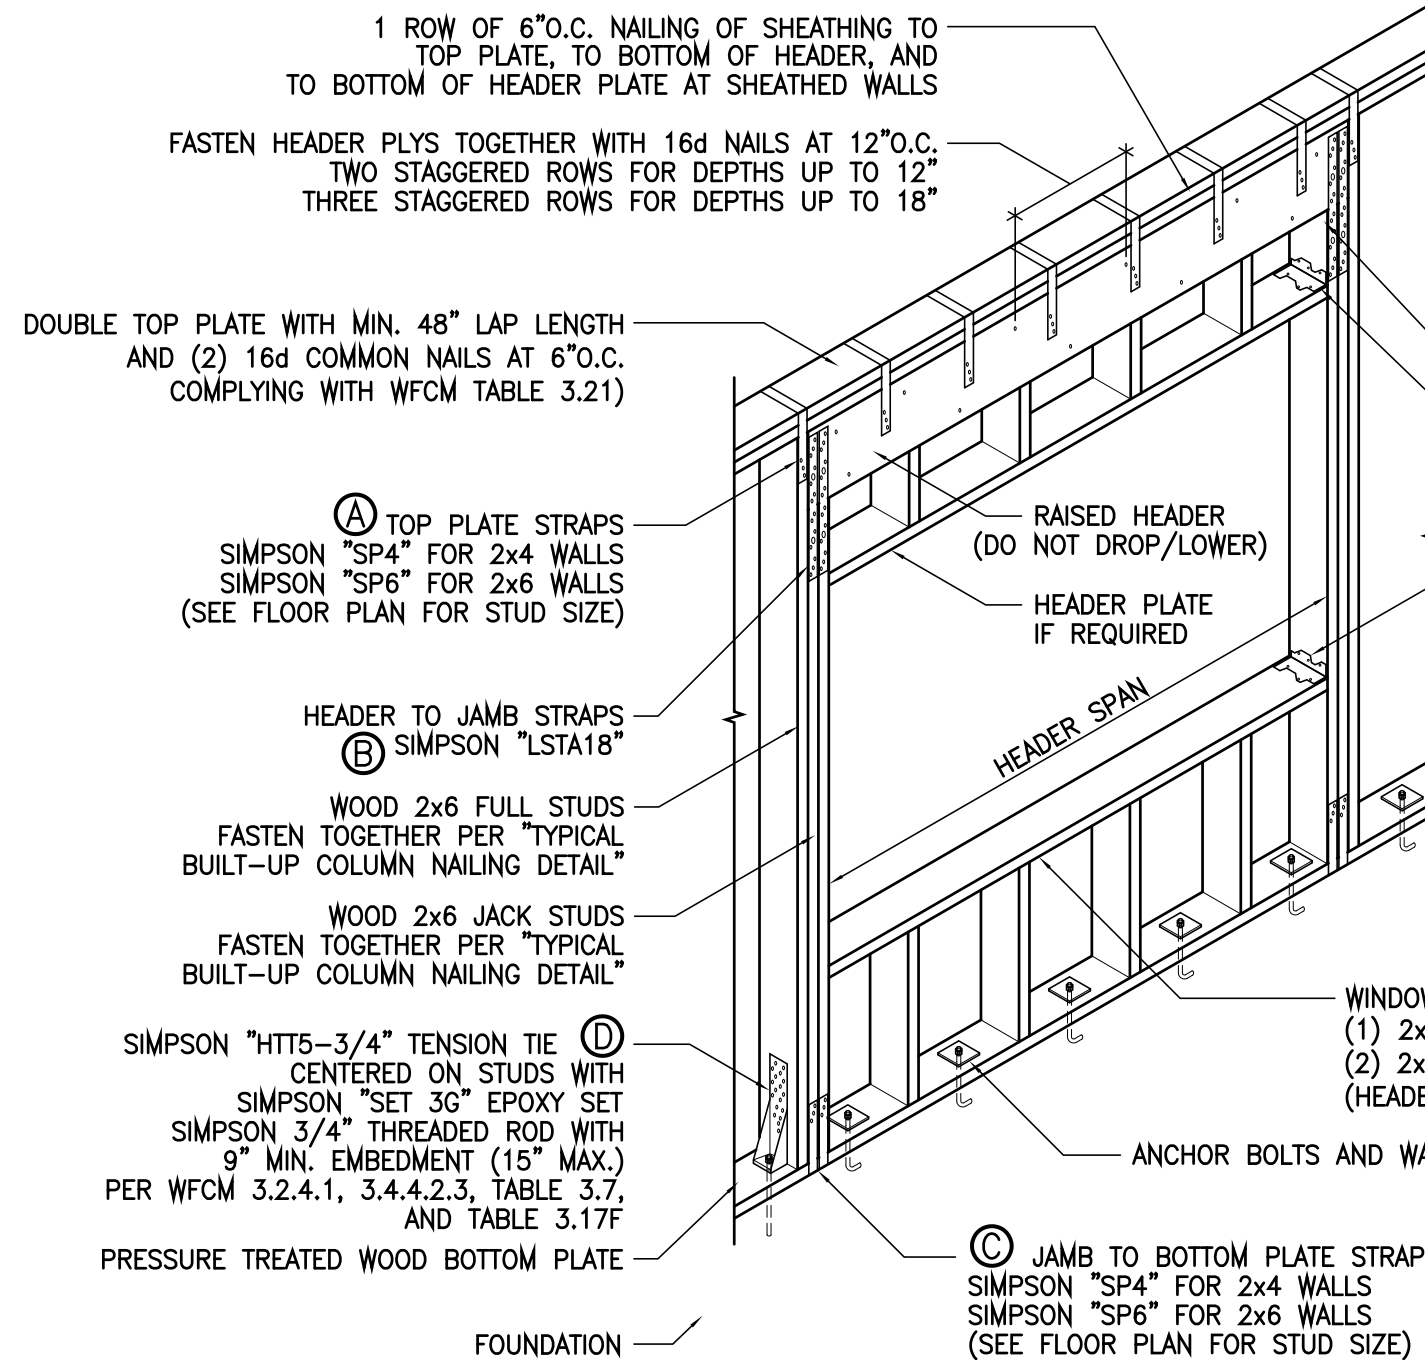 1 ROW OF 6"O.C. NAILING OF SHEATHING TO
TOP PLATE, TO BOTTOM OF HEADER, AND
TO BOTTOM OF HEADER PLATE AT SHEATHED WALLS
FASTEN HEADER PLYS TOGETHER WITH 16d NAILS AT 12"O.C.
TWO STAGGERED ROWS FOR DEPTHS UP TO 12"
THREE STAGGERED ROWS FOR DEPTHS UP TO 18"
DOUBLE TOP PLATE WITH MIN. 48" LAP LENGTH
AND (2) 16d COMMON NAILS AT 6"O.C.
COMPLYING WITH WFCM TABLE 3.21)
A TOP PLATE STRAPS
SIMPSON "SP4" FOR 2x4 WALLS
SIMPSON "SP6" FOR 2x6 WALLS
(SEE FLOOR PLAN FOR STUD SIZE)
RAISED HEADER
(DO NOT DROP/LOWER)
HEADER PLATE
IF REQUIRED
HEADER SPAN
HEADER TO JAMB STRAPS
B SIMPSON "LSTA18"
WOOD 2x6 FULL STUDS
FASTEN TOGETHER PER "TYPICAL
BUILT-UP COLUMN NAILING DETAIL"
WOOD 2x6 JACK STUDS
FASTEN TOGETHER PER "TYPICAL
BUILT-UP COLUMN NAILING DETAIL"
SIMPSON "HTT5-3/4" TENSION TIE D
CENTERED ON STUDS WITH
SIMPSON "SET 3G" EPOXY SET
SIMPSON 3/4" THREADED ROD WITH
9" MIN. EMBEDMENT (15" MAX.)
PER WFCM 3.2.4.1, 3.4.4.2.3, TABLE 3.7,
AND TABLE 3.17F
PRESSURE TREATED WOOD BOTTOM PLATE
FOUNDATION
(1) 2x
(2) 2x
ANCHOR BOLTS AND
C JAMB TO BOTTOM PLATE STRAP
SIMPSON "SP4" FOR 2x4 WALLS
SIMPSON "SP6" FOR 2x6 WALLS
(SEE FLOOR PLAN FOR STUD SIZE)